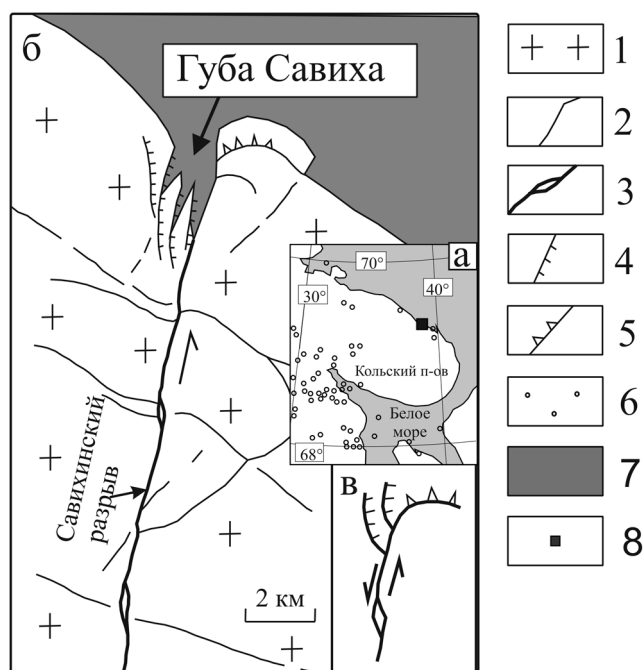 б
Губа Савиха
а
70°
30°
40°
Кольский п-ов
Белое
море
68°
Савихинский
разрыв
в
2 км
1
2
3
4
5
6
7
8